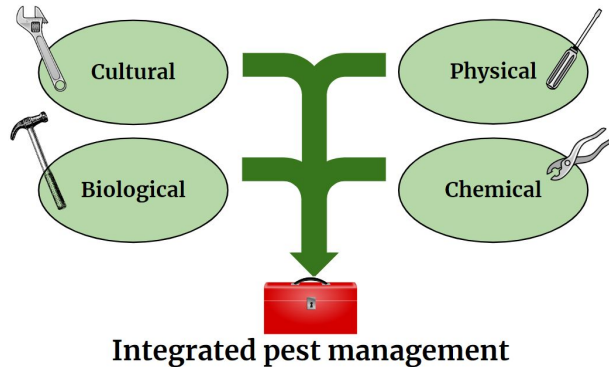 Cultural
Physical
Biological
Chemical
Integrated pest management